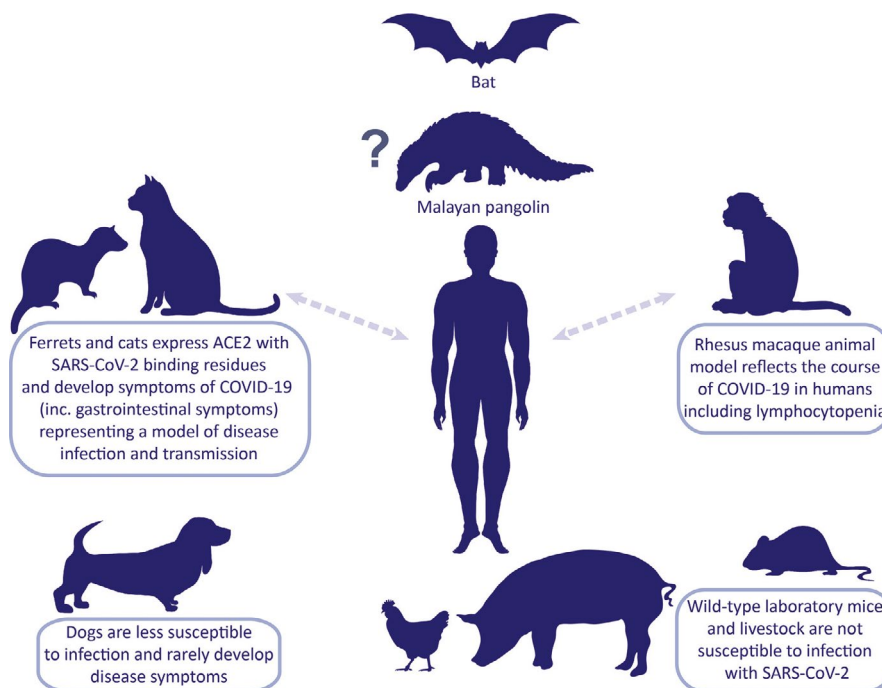 Bat
?
Malayan pangolin
Ferrets and cats express ACE2 with
SARS-CoV-2 binding residues
and develop symptoms of COVID-19
(inc. gastrointestinal symptoms)
representing a model of disease
infection and transmission
Rhesus macaque animal
model reflects the course
of COVID-19 in humans
including lymphocytopenia
Dogs are less susceptible
to infection and rarely develop
disease symptoms
Wild-type laboratory mice
and livestock are not
susceptible to infection
with SARS-CoV-2